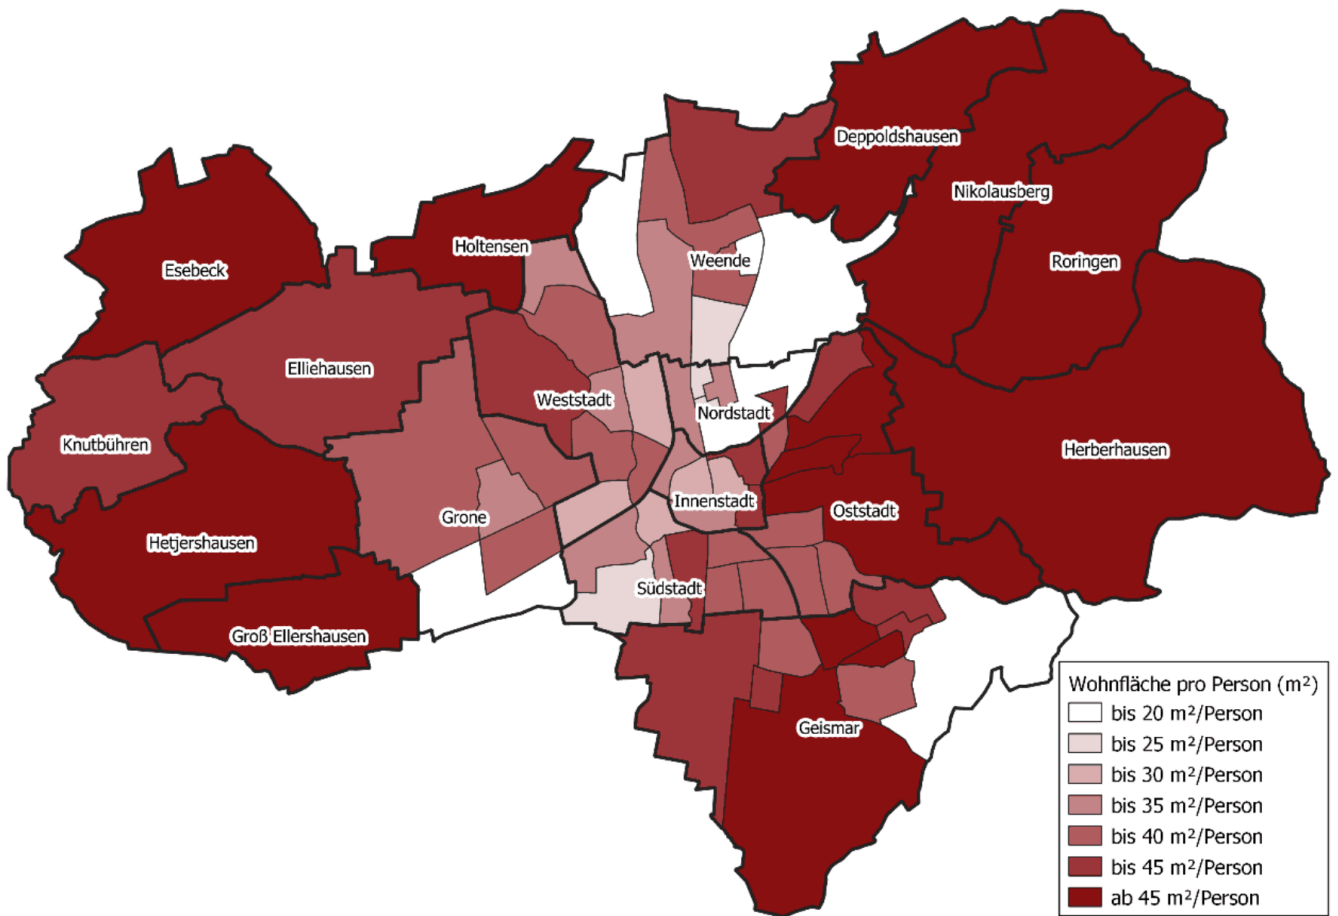 Deppoldshausen
Nikolausberg
Holtensen
Weende
Roringen
Esebeck
Elliehausen
Weststadt
Nordstadt
Knutbühren
Herberhausen
Innenstadt
Oststadt
Grone
Hetjershausen
Südstadt
Groß Ellershausen
Geismar
Wohnfläche pro Person (m²)
bis 20 m²/Person
bis 25 m²/Person
bis 30 m²/Person
bis 35 m²/Person
bis 40 m²/Person
bis 45 m²/Person
ab 45 m²/Person